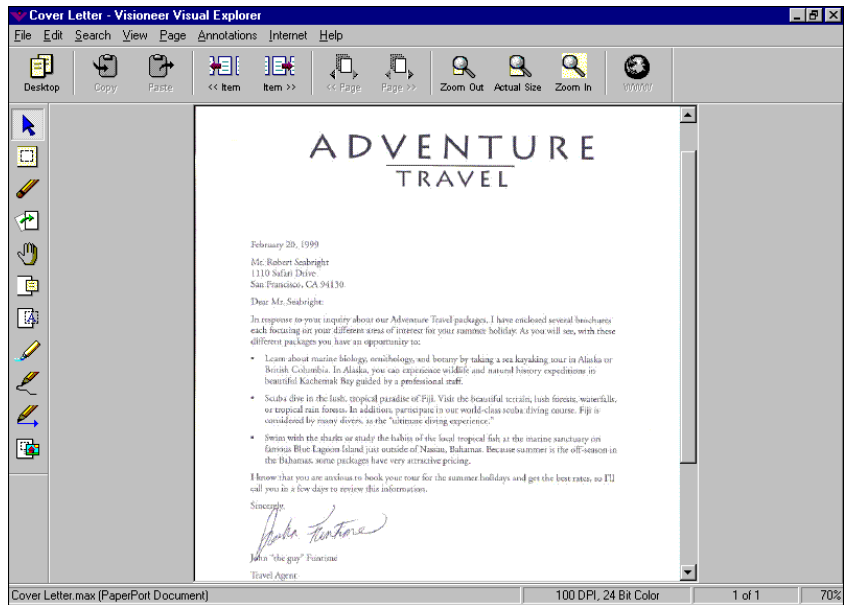 Cover Letter - Visioneer Visual Explorer
File Edit Search View Page Annotations Internet Help
Desktop Copy Paste << Item Item >> << Page Page >> Zoom Out Actual Size Zoom In WWW
ADVENTURE
TRAVEL
February 20, 1999
Mr. Robert Seabright
1110 Safari Drive
San Francisco, CA 94130
Dear Mr. Seabright:
In response to your inquiry about our Adventure Travel packages, I have enclosed several brochures
each focusing on your different areas of interest for your summer holiday. As you will see, with these
different packages you have an opportunity to:
• Learn about marine biology, ornithology, and botany by taking a sea kayaking tour in Alaska or
British Columbia. In Alaska, you can experience wildlife and natural history expeditions in
beautiful Kachemak Bay guided by a professional staff.
• Scuba dive in the lush, tropical paradise of Fiji. Visit the beautiful terrain, lush forests, waterfalls,
or tropical rain forests. In addition, participate in our world-class scuba diving course. Fiji is
considered by many divers, as the "ultimate diving experience."
• Swim with the sharks or study the habits of the local tropical fish at the marine sanctuary on
famous Blue Lagoon Island just outside of Nassau, Bahamas. Because summer is the off-season in
the Bahamas, some packages have very attractive pricing.
I know that you are anxious to book your tour for the summer holidays and get the best rates, so I'll
call you in a few days to review this information.
Sincerely,
John Funtime
John "the guy" Funtime
Travel Agent
Cover Letter.max (PaperPort Document) 100 DPI, 24 Bit Color 1 of 1 70%